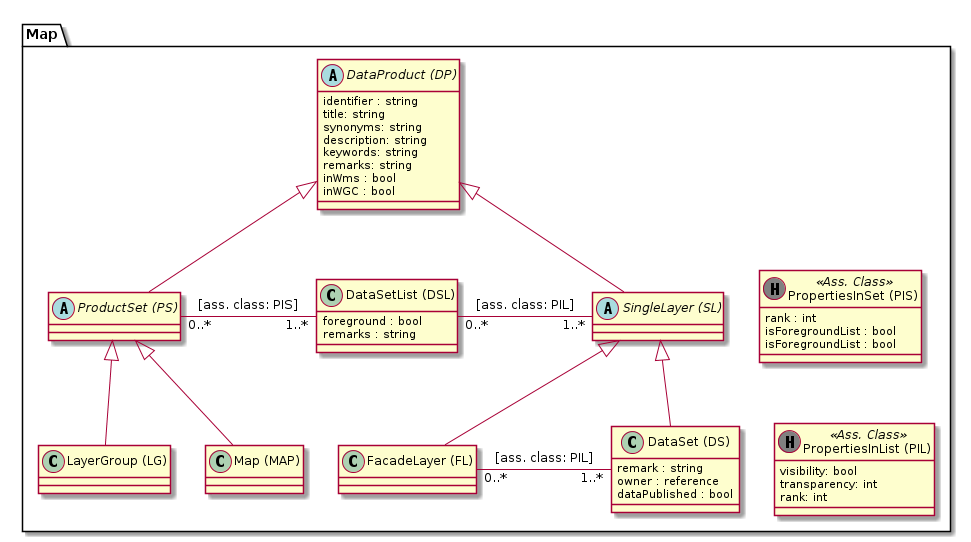 Map
A DataProduct (DP)
identifier : string
title: string
synonyms: string
description: string
keywords: string
remarks: string
inWms : bool
inWGC : bool
A ProductSet (PS)
[ass. class: PIS]
0..* 1..*
C DataSetList (DSL)
foreground : bool
remarks : string
[ass. class: PIL]
0..* 1..*
A SingleLayer (SL)
H «Ass. Class»
PropertiesInSet (PIS)
rank : int
isForegroundList : bool
isForegroundList : bool
C LayerGroup (LG)
C Map (MAP)
C FacadeLayer (FL)
[ass. class: PIL]
0..* 1..*
C DataSet (DS)
remark : string
owner : reference
dataPublished : bool
H «Ass. Class»
PropertiesInList (PIL)
visibility: bool
transparency: int
rank: int